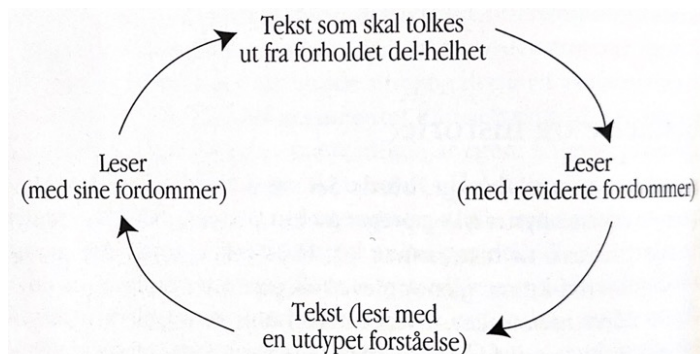 Tekst som skal tolkes
ut fra forholdet del-helhet
Leser
(med sine fordommer)
Leser
(med reviderte fordommer)
Tekst (lest med
en utdypet forståelse)